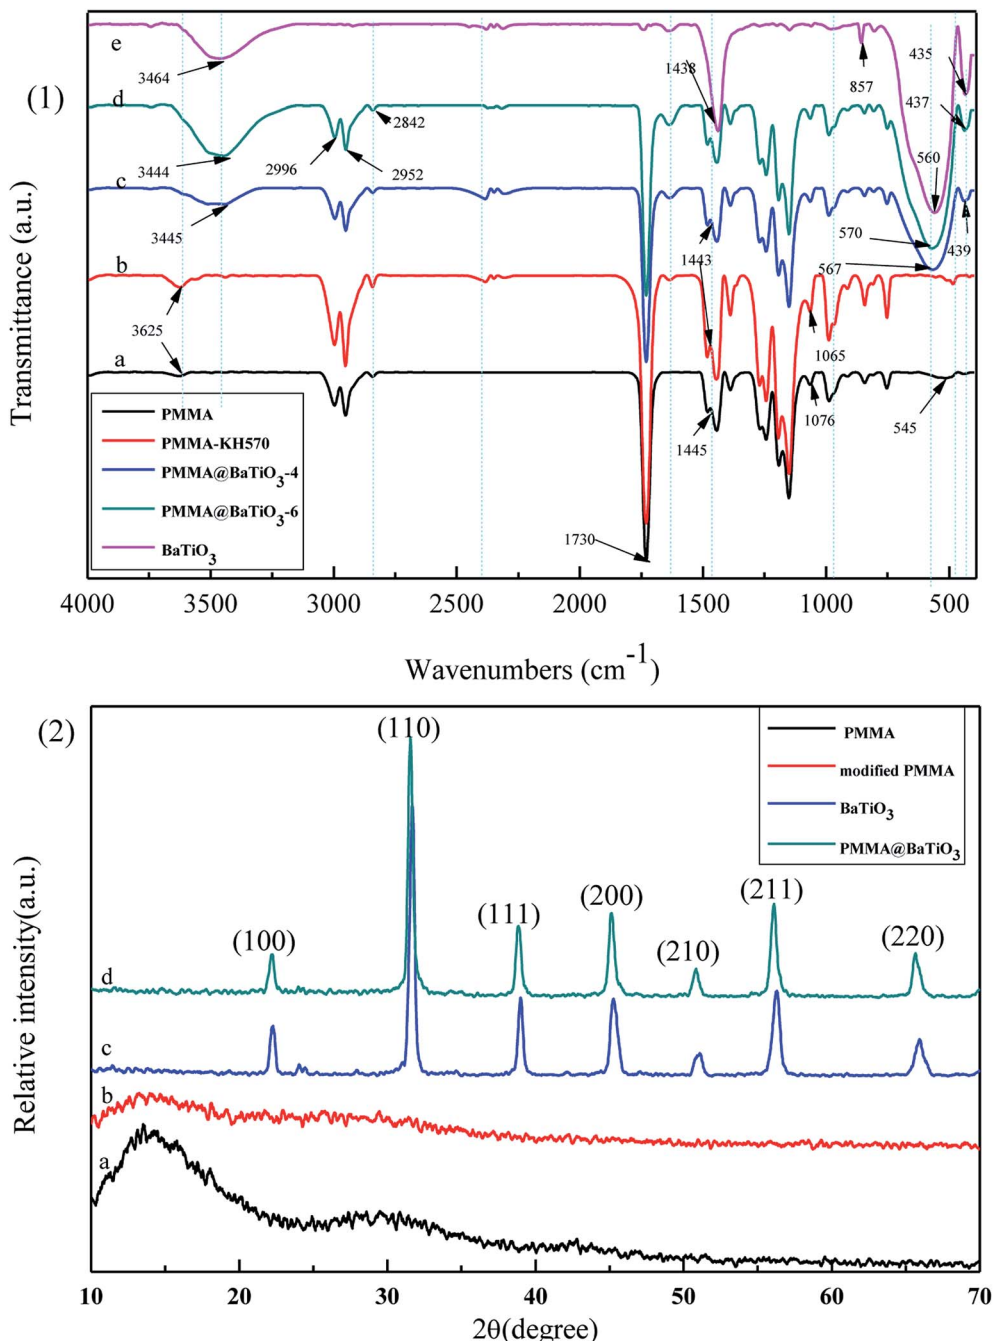 (1)
e
3464
1438
857
435
437
d
2842
3444
2996
2952
560
c
3445
570
439
b
1443
567
3625
1065
a
1076
545
1445
1730
PMMA
PMMA-KH570
PMMA@BaTiO₃-4
PMMA@BaTiO₃-6
BaTiO₃
Transmittance (a.u.)
4000 3500 3000 2500 2000 1500 1000 500
Wavenumbers (cm⁻¹)
(2)
PMMA
modified PMMA
BaTiO₃
PMMA@BaTiO₃
(100)
(110)
(111)
(200)
(210)
(211)
(220)
d
c
b
a
Relative intensity(a.u.)
10 20 30 40 50 60 70
2θ(degree)